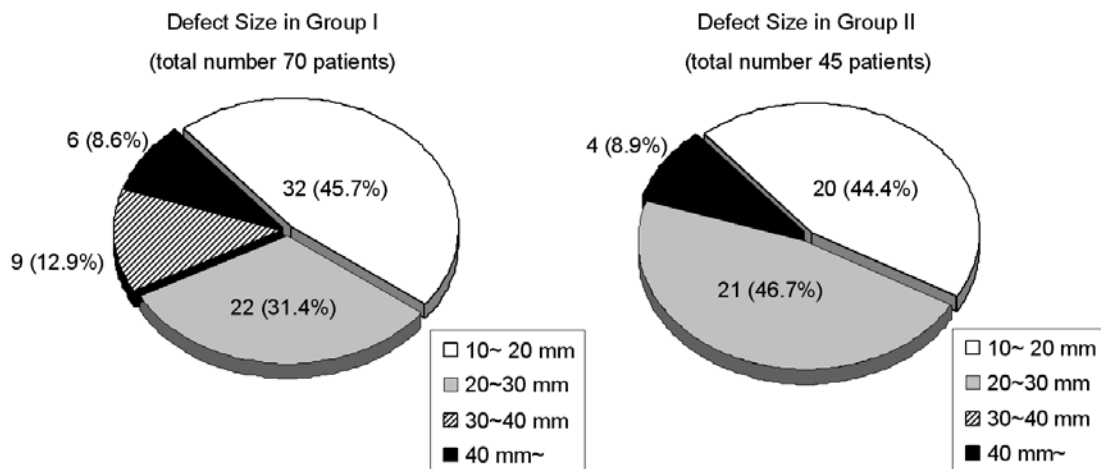 Defect Size in Group I
(total number 70 patients)
6 (8.6%)
32 (45.7%)
9 (12.9%)
22 (31.4%)
10~ 20 mm
20~30 mm
30~40 mm
40 mm~
Defect Size in Group II
(total number 45 patients)
4 (8.9%)
20 (44.4%)
21 (46.7%)
10~ 20 mm
20~30 mm
30~40 mm
40 mm~